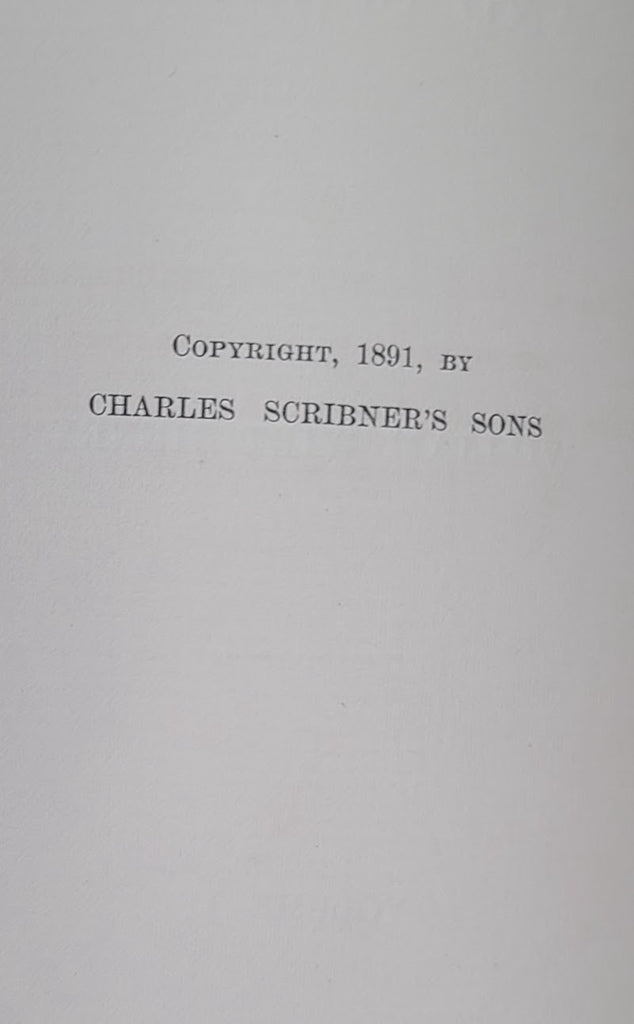 COPYRIGHT, 1891, BY
CHARLES SCRIBNER'S SONS